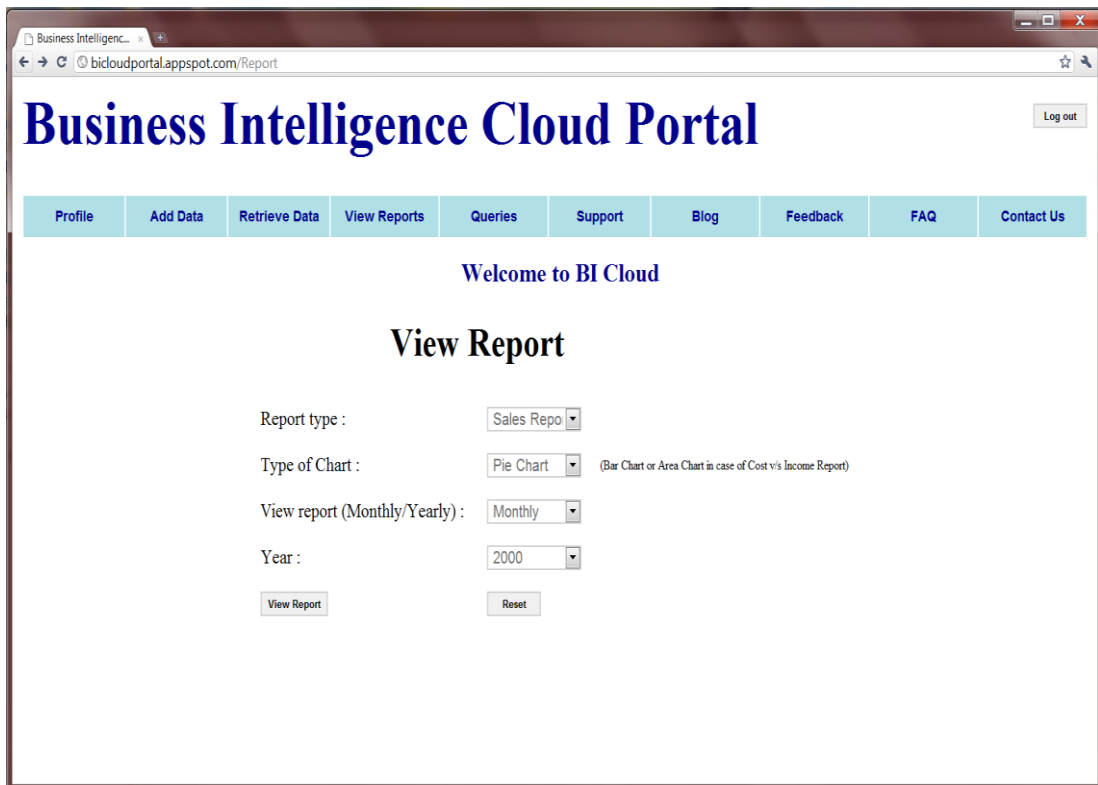 Business Intelligenc...
bicloudportal.appspot.com/Report
Business Intelligence Cloud Portal
Log out
Profile Add Data Retrieve Data View Reports Queries Support Blog Feedback FAQ Contact Us
Welcome to BI Cloud
View Report
Report type : Sales Repo
Type of Chart : Pie Chart (Bar Chart or Area Chart in case of Cost v/s Income Report)
View report (Monthly/Yearly) : Monthly
Year : 2000
View Report Reset